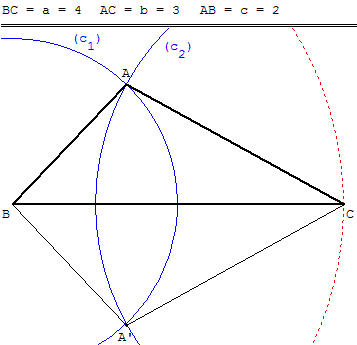 BC = a = 4   AC = b = 3   AB = c = 2
(c1)
(c2)
A
B
C
A'